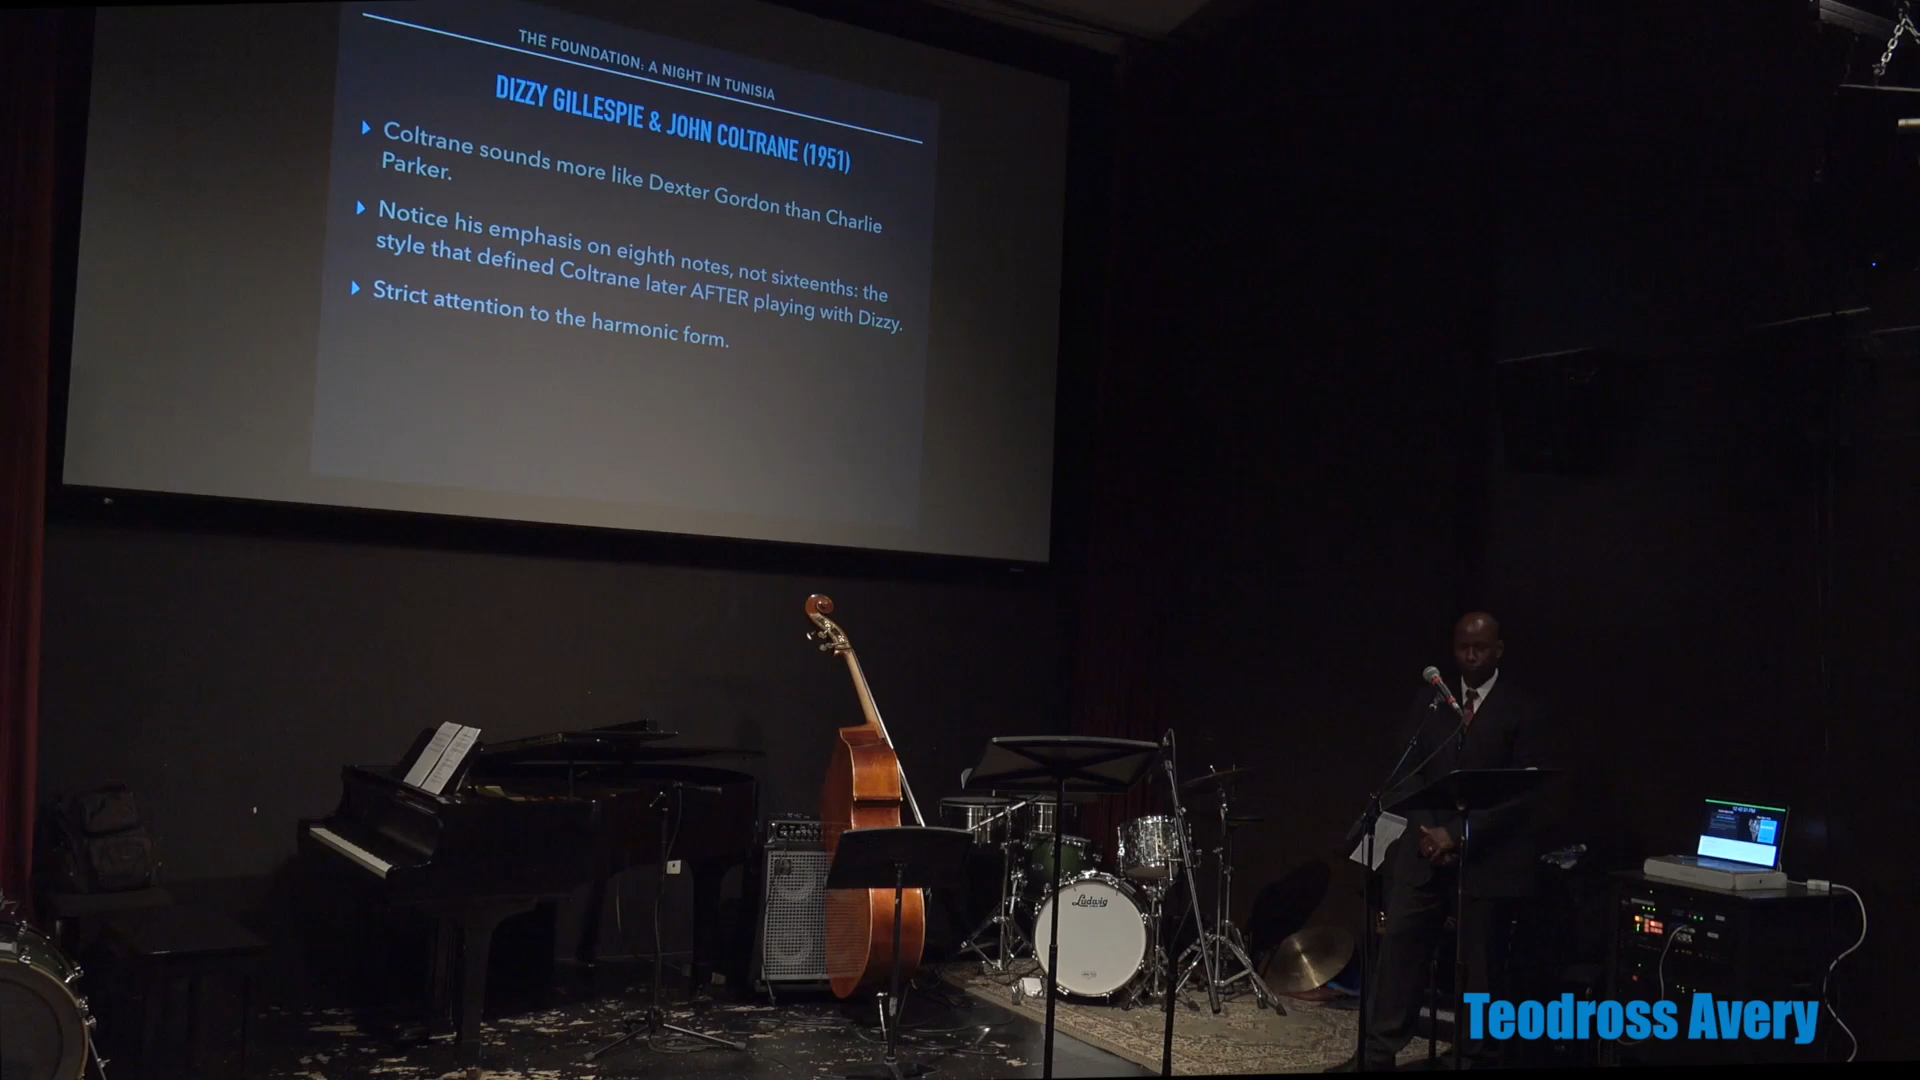 THE FOUNDATION: A NIGHT IN TUNISIA
DIZZY GILLESPIE & JOHN COLTRANE (1951)
Coltrane sounds more like Dexter Gordon than Charlie
Parker.
Notice his emphasis on eighth notes, not sixteenths: the
style that defined Coltrane later AFTER playing with Dizzy.
Strict attention to the harmonic form.
Ludwig
Teodross Avery